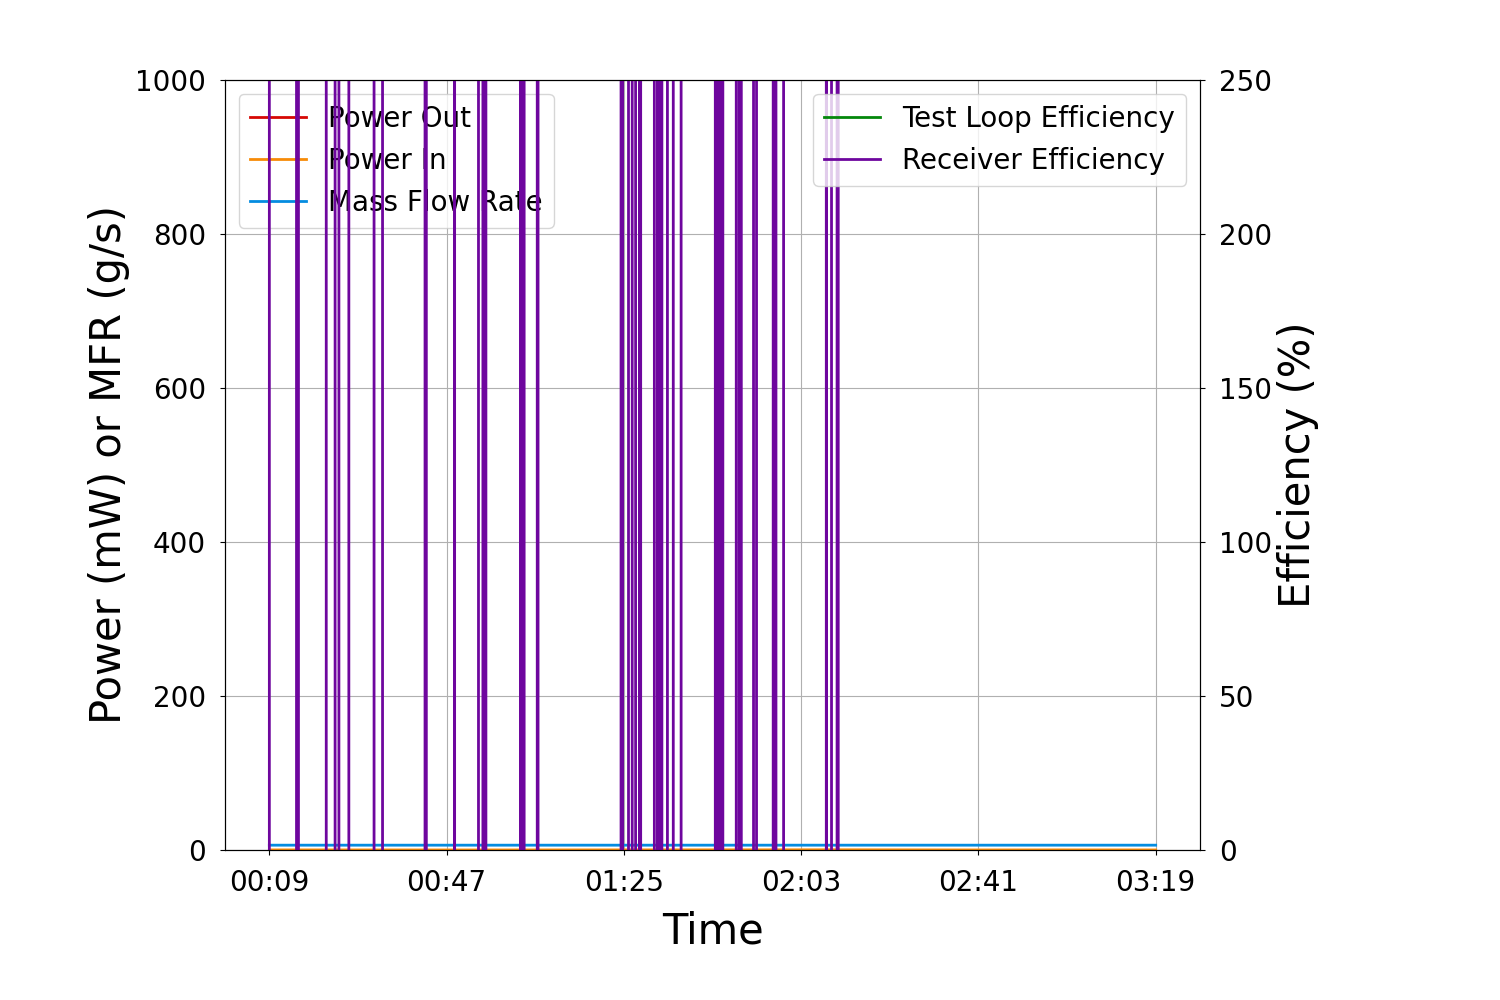 Power (mW) or MFR (g/s)
1000
800
600
400
200
0
Power Out
Power In
Mass Flow Rate
Test Loop Efficiency
Receiver Efficiency
250
200
150
100
50
0
Efficiency (%)
00:09 00:47 01:25 02:03 02:41 03:19
Time